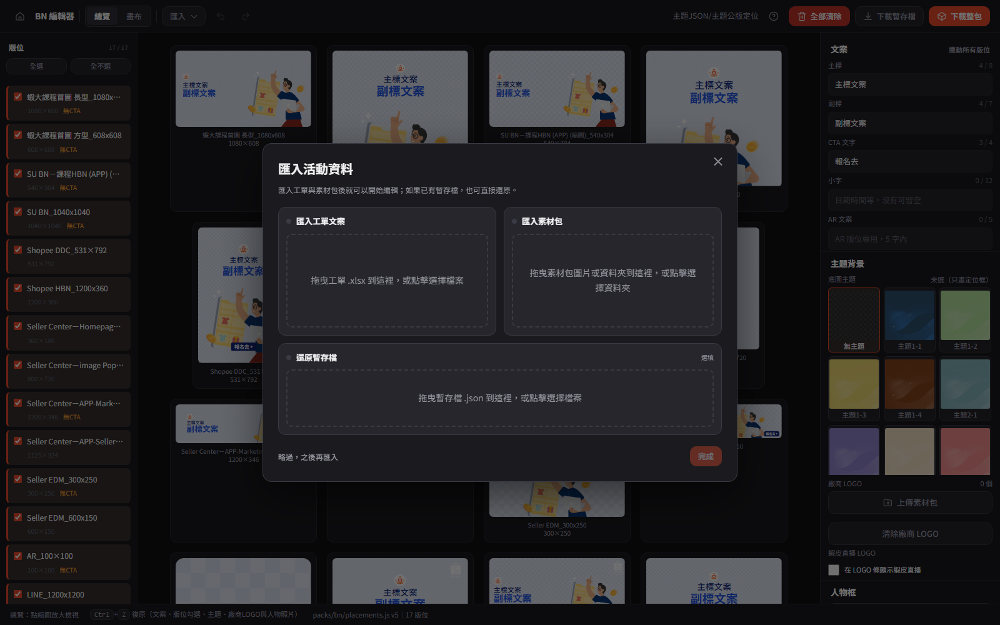 BN 編輯器
總覽
畫布
匯入
主題JSON/主題公版定位
全部清除
下載暫存檔
下載整包
版位
17 / 17
全選
全不選
蝦大課程首圖 長型_1080x…
1080×608 無CTA
蝦大課程首圖 方型_608x608
608×608 無CTA
SU BN－課程HBN (APP) (…
540×304 無CTA
SU BN_1040x1040
1040×1040 無CTA
Shopee DDC_531×792
531×792
Shopee HBN_1200x360
1200×360
Seller Center－Homepag…
360×186
Seller Center－image Pop…
800×720
Seller Center－APP-Mark…
1200×346 無CTA
Seller Center－APP-Seller…
1125×324
Seller EDM_300x250
300×250 無CTA
Seller EDM_600x150
600×150
AR_100×100
100×100 無CTA
LINE_1200x1200
主標文案
副標文案
蝦大課程首圖 長型_1080x608
1080×608
主標文案
副標文案
主標文案
副標文案
SU BN－課程HBN (APP) (縮圖)_540x304
540×304
主標文案
副標文案
主標文案
副標文案
報名去
Shopee DDC_531
531×792
720
主標文案
副標文案
Seller Center－APP-Marketin
1200×346
報名去
Seller EDM_300x250
300×250
主標文案
副標文案
主標文案
副標文案
主標文案
副標文案
匯入活動資料
匯入工單與素材包後就可以開始編輯；如果已有暫存檔，也可直接還原。
匯入工單文案
拖曳工單 .xlsx 到這裡，或點擊選擇檔案
匯入素材包
拖曳素材包圖片或資料夾到這裡，或點擊選
擇資料夾
還原暫存檔
選填
拖曳暫存檔 .json 到這裡，或點擊選擇檔案
略過，之後再匯入
完成
文案
連動所有版位
主標
4 / 8
主標文案
副標
4 / 7
副標文案
CTA 文字
3 / 4
報名去
小字
0 / 12
日期時間等，沒有可留空
AR 文案
0 / 5
AR 版位專用，5 字內
主題背景
底圖主題
未選（只畫定位框）
無主題
主題1-1
主題1-2
主題1-3
主題1-4
主題2-1
廠商 LOGO
0 個
上傳素材包
清除廠商 LOGO
蝦皮直播 LOGO
在 LOGO 條顯示蝦皮直播
人物框
總覽：點縮圖放大檢視
Ctrl + Z 復原（文案、版位勾選、主題、廠商LOGO與人物照片）
packs/bn/placements.js v5｜17 版位